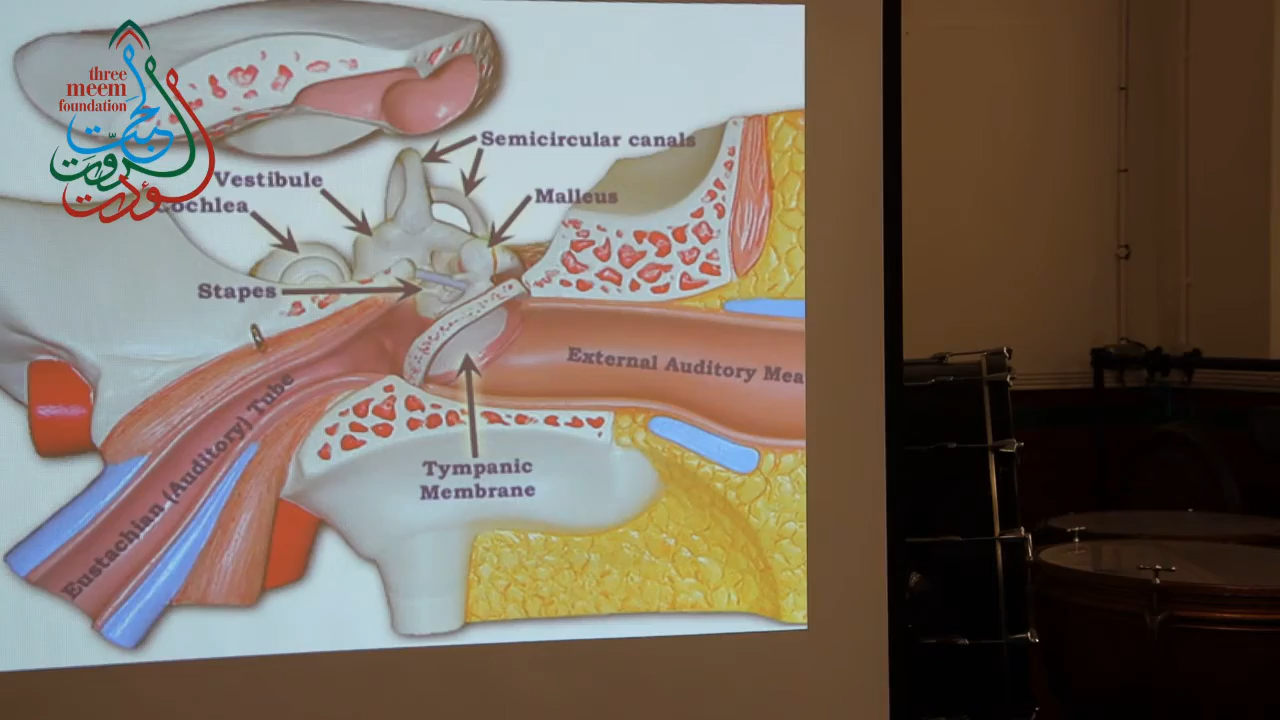 three
meem
foundation
Semicircular canals
Vestibule
Malleus
Cochlea
Stapes
External Auditory Mea
Eustachian (Auditory) Tube
Tympanic
Membrane